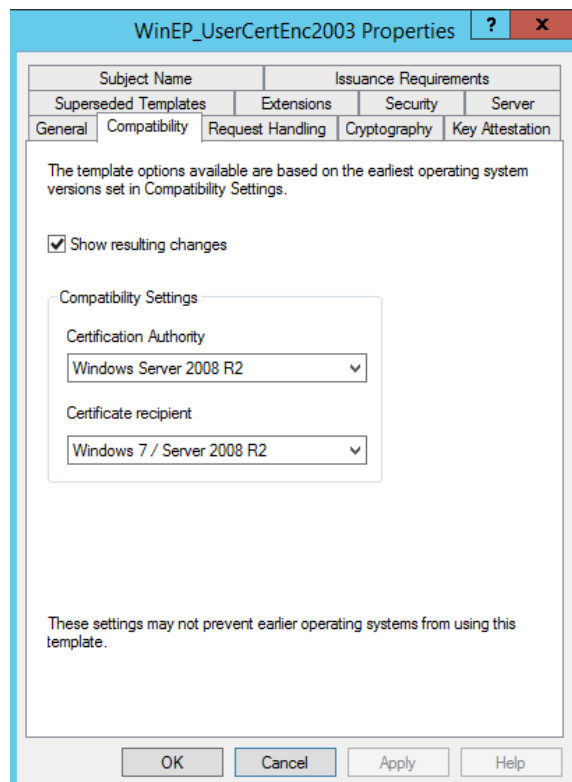 WinEP_UserCertEnc2003 Properties
?
x
Subject Name
Issuance Requirements
Superseded Templates
Extensions
Security
Server
General
Compatibility
Request Handling
Cryptography
Key Attestation
The template options available are based on the earliest operating system
versions set in Compatibility Settings.
Show resulting changes
Compatibility Settings
Certification Authority
Windows Server 2008 R2
Certificate recipient
Windows 7 / Server 2008 R2
These settings may not prevent earlier operating systems from using this
template.
OK
Cancel
Apply
Help